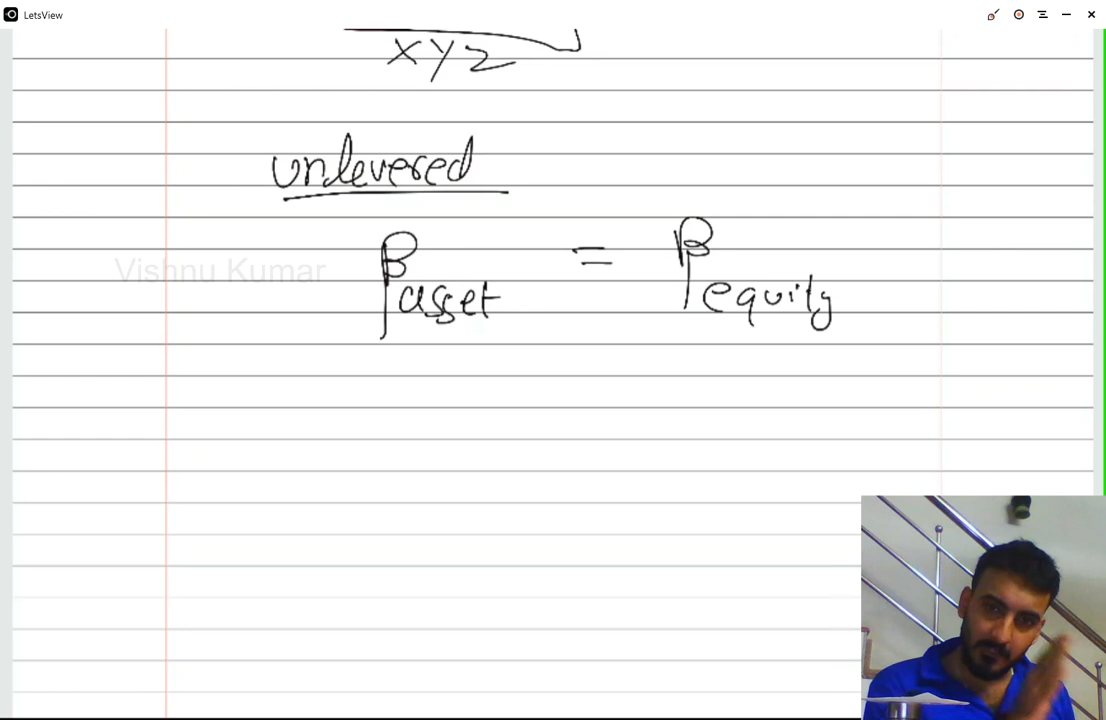 LetsView
XYZ
unlevered
β asset = β equity
Vishnu Kumar